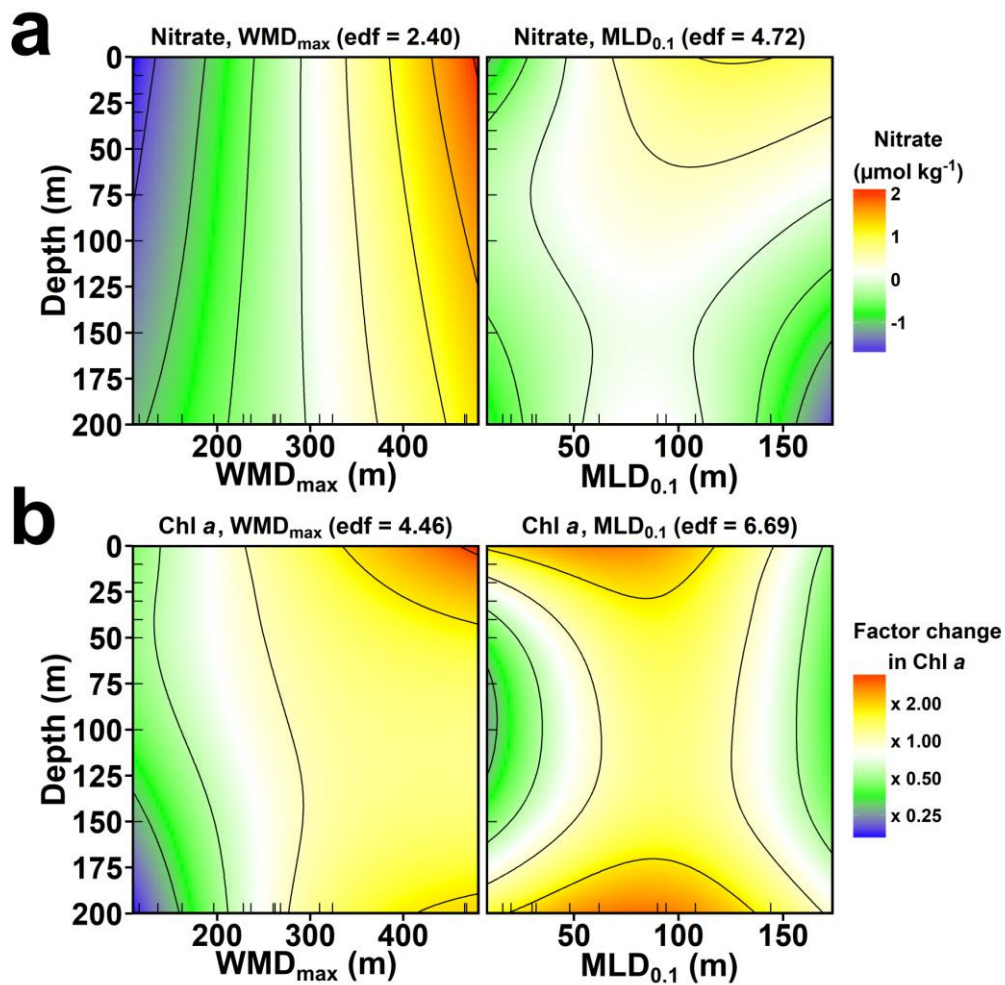 a
Nitrate, WMDmax (edf = 2.40)
Nitrate, MLD0.1 (edf = 4.72)
0
25
50
75
100
125
150
175
200
Depth (m)
200
300
400
WMDmax (m)
50
100
150
MLD0.1 (m)
Nitrate
(µmol kg-1)
2
1
0
-1
b
Chl a, WMDmax (edf = 4.46)
Chl a, MLD0.1 (edf = 6.69)
0
25
50
75
100
125
150
175
200
Depth (m)
200
300
400
WMDmax (m)
50
100
150
MLD0.1 (m)
Factor change
in Chl a
x 2.00
x 1.00
x 0.50
x 0.25